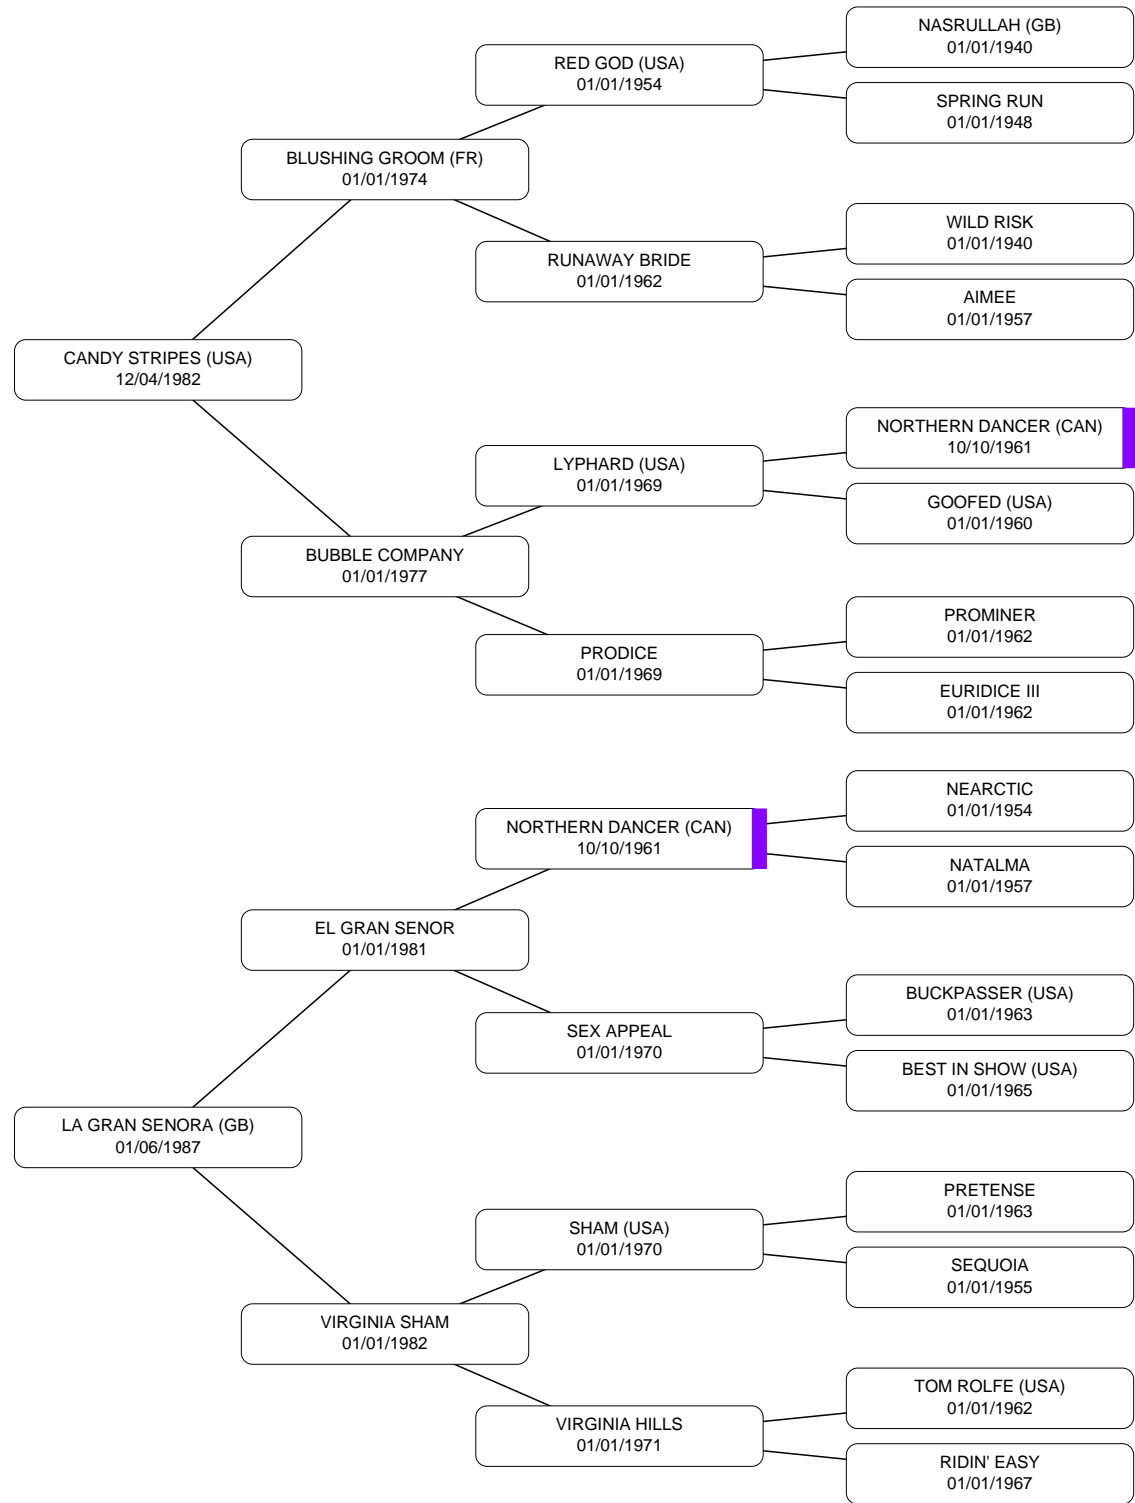 NASRULLAH (GB)
01/01/1940
RED GOD (USA)
01/01/1954
SPRING RUN
01/01/1948
BLUSHING GROOM (FR)
01/01/1974
WILD RISK
01/01/1940
RUNAWAY BRIDE
01/01/1962
AIMEE
01/01/1957
CANDY STRIPES (USA)
12/04/1982
NORTHERN DANCER (CAN)
10/10/1961
LYPHARD (USA)
01/01/1969
GOOFED (USA)
01/01/1960
BUBBLE COMPANY
01/01/1977
PROMINER
01/01/1962
PRODICE
01/01/1969
EURIDICE III
01/01/1962
NEARCTIC
01/01/1954
NORTHERN DANCER (CAN)
10/10/1961
NATALMA
01/01/1957
EL GRAN SENOR
01/01/1981
BUCKPASSER (USA)
01/01/1963
SEX APPEAL
01/01/1970
BEST IN SHOW (USA)
01/01/1965
LA GRAN SENORA (GB)
01/06/1987
PRETENSE
01/01/1963
SHAM (USA)
01/01/1970
SEQUOIA
01/01/1955
VIRGINIA SHAM
01/01/1982
TOM ROLFE (USA)
01/01/1962
VIRGINIA HILLS
01/01/1971
RIDIN' EASY
01/01/1967